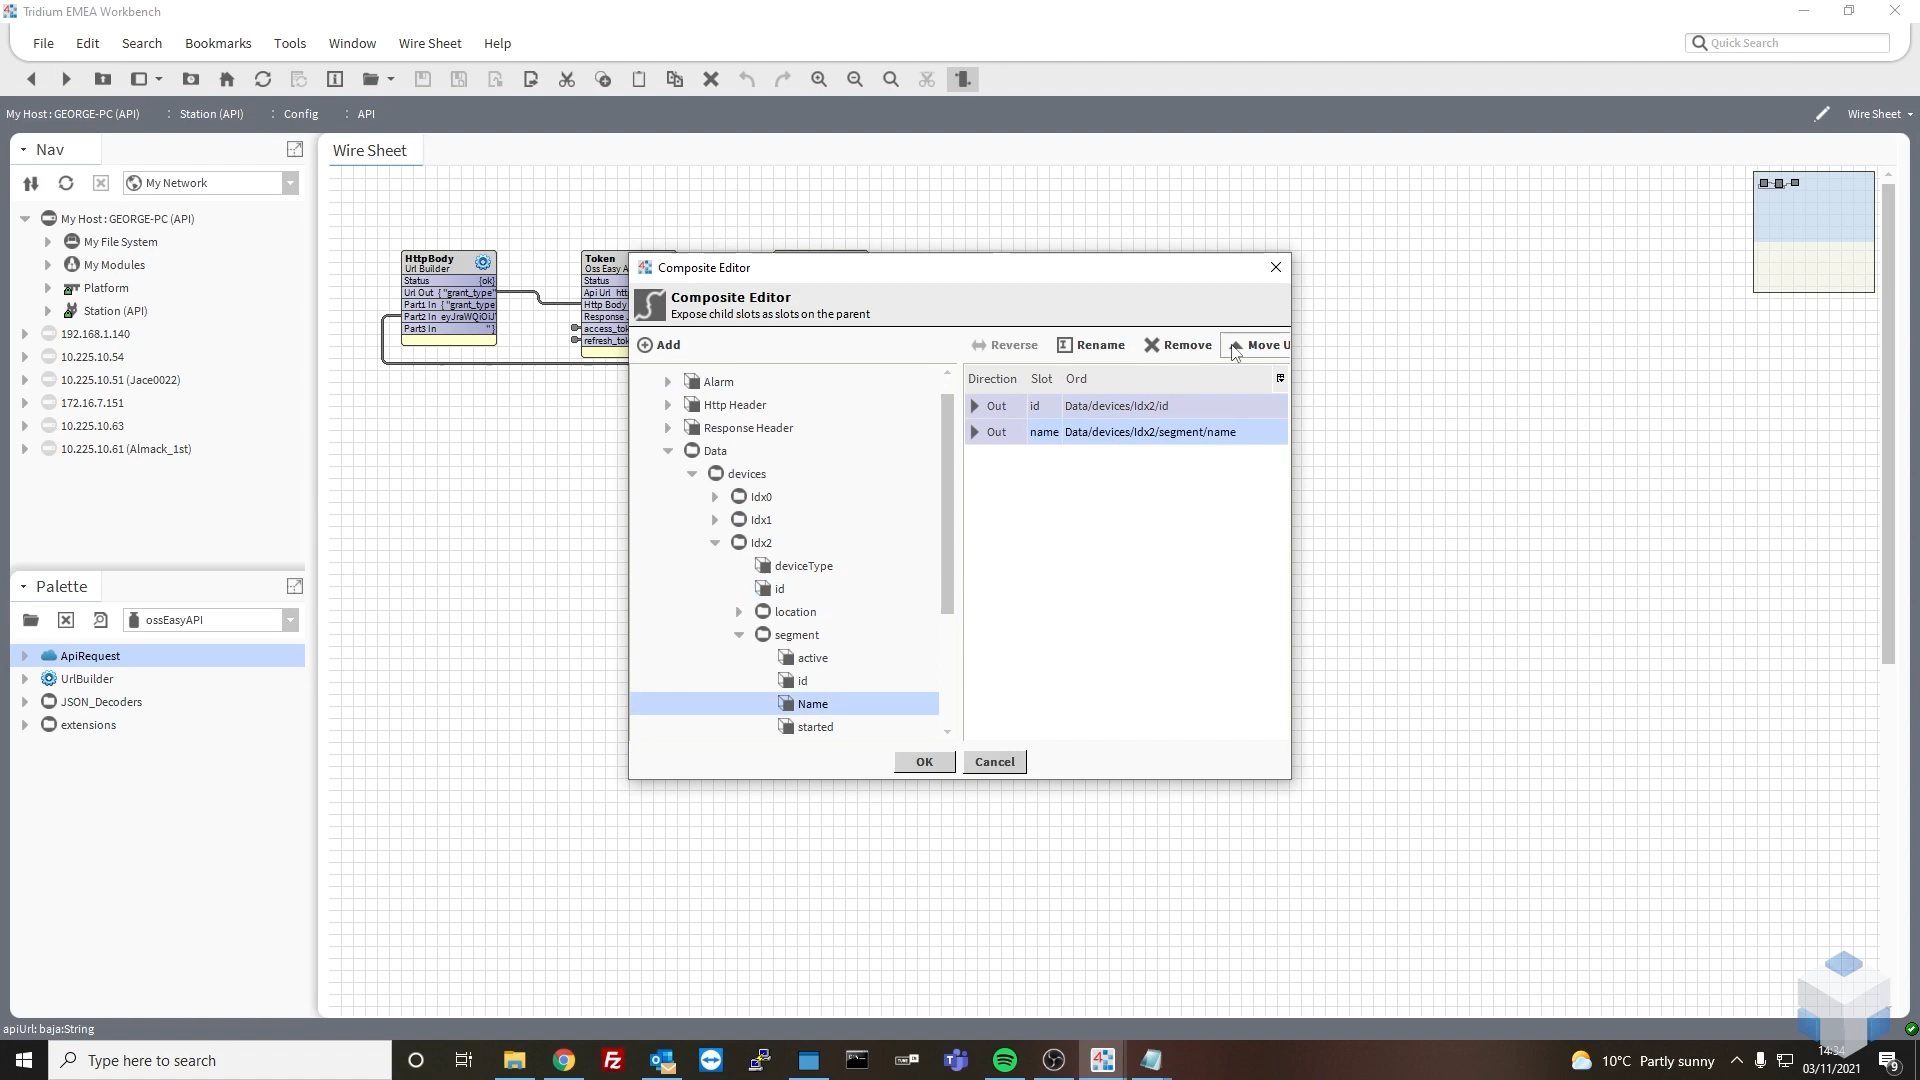 Tridium EMEA Workbench
File Edit Search Bookmarks Tools Window Wire Sheet Help
Quick Search
My Host : GEORGE-PC (API) : Station (API) : Config : API
Wire Sheet
Nav
My Network
My Host : GEORGE-PC (API)
My File System
My Modules
Platform
Station (API)
192.168.1.140
10.225.10.54
10.225.10.51 (Jace0022)
172.16.7.151
10.225.10.63
10.225.10.61 (Almack_1st)
Palette
ossEasyAPI
ApiRequest
UrlBuilder
JSON_Decoders
extensions
Wire Sheet
HttpBody
Url Builder
Status {ok}
Url Out {"grant_type"
Part1 In {"grant_type
Part2 In eyJraWQiOiJ
Part3 In "}
Token
Oss Easy A
Status
Api Url htt
Http Body
Response J
access_tok
refresh_tok
Composite Editor
Composite Editor
Expose child slots as slots on the parent
Add
Reverse Rename Remove Move U
Alarm
Http Header
Response Header
Data
devices
Idx0
Idx1
Idx2
deviceType
id
location
segment
active
id
Name
started
Direction Slot Ord
Out id Data/devices/Idx2/id
Out name Data/devices/Idx2/segment/name
OK Cancel
apiUrl: baja:String
Type here to search
10°C Partly sunny
14:34
03/11/2021
9